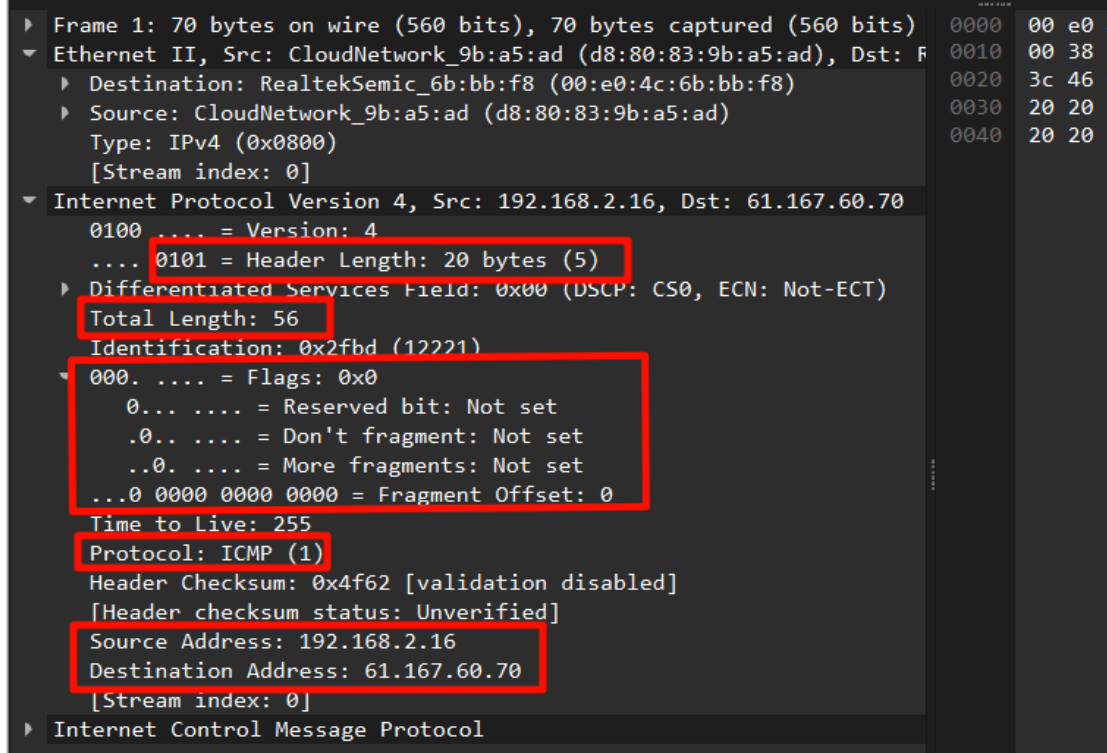 Frame 1: 70 bytes on wire (560 bits), 70 bytes captured (560 bits)
Ethernet II, Src: CloudNetwork_9b:a5:ad (d8:80:83:9b:a5:ad), Dst: R
Destination: RealtekSemic_6b:bb:f8 (00:e0:4c:6b:bb:f8)
Source: CloudNetwork_9b:a5:ad (d8:80:83:9b:a5:ad)
Type: IPv4 (0x0800)
[Stream index: 0]
Internet Protocol Version 4, Src: 192.168.2.16, Dst: 61.167.60.70
0100 .... = Version: 4
.... 0101 = Header Length: 20 bytes (5)
Differentiated Services Field: 0x00 (DSCP: CS0, ECN: Not-ECT)
Total Length: 56
Identification: 0x2fbd (12221)
000. .... = Flags: 0x0
0... .... = Reserved bit: Not set
.0.. .... = Don't fragment: Not set
..0. .... = More fragments: Not set
...0 0000 0000 0000 = Fragment Offset: 0
Time to Live: 255
Protocol: ICMP (1)
Header Checksum: 0x4f62 [validation disabled]
[Header checksum status: Unverified]
Source Address: 192.168.2.16
Destination Address: 61.167.60.70
[Stream index: 0]
Internet Control Message Protocol
0000 00 e0
0010 00 38
0020 3c 46
0030 20 20
0040 20 20